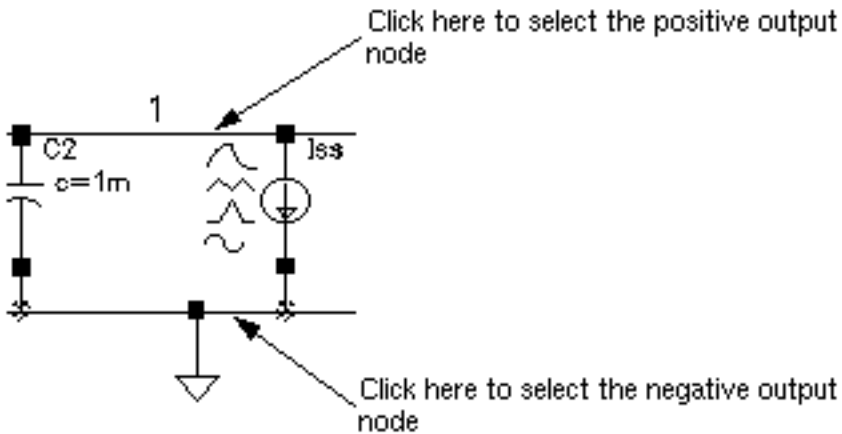 Click here to select the positive output
node
1
C2
Iss
c=1m
Click here to select the negative output
node